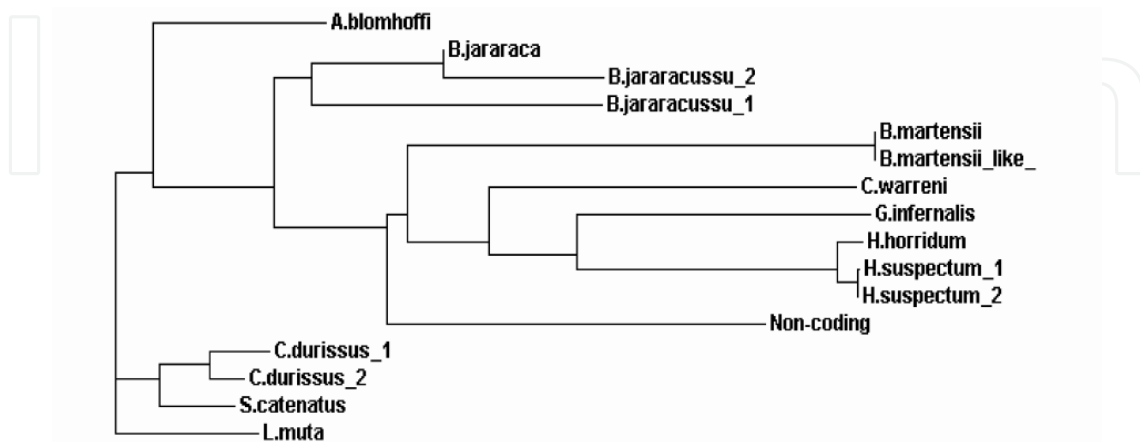 A.blomhoffi
B.jararaca
B.jararacussu_2
B.jararacussu_1
B.martensii
B.martensii_like_
C.warreni
G.infernalis
H.horridum
H.suspectum_1
H.suspectum_2
Non-coding
C.durissus_1
C.durissus_2
S.catenatus
L.muta